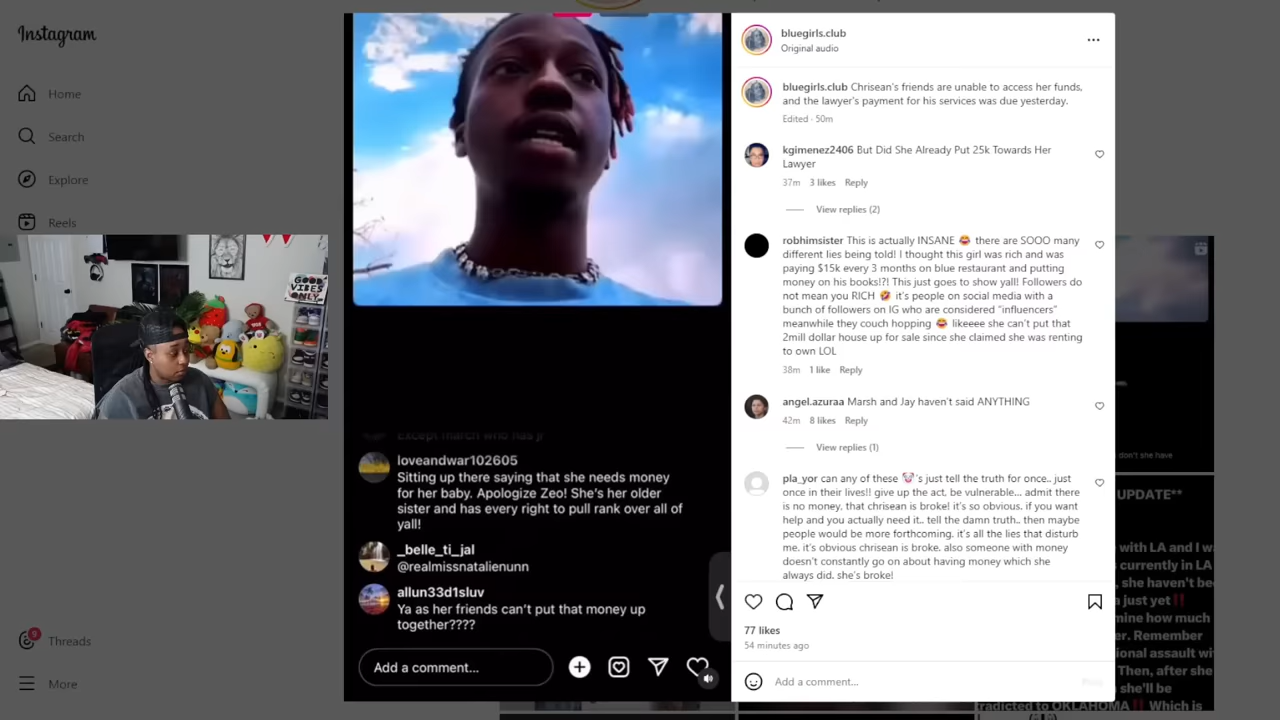 Instagram
Home
Search
Explore
Reels
GOOD
VIBES
ONLY
9
Threads
More
loveandwar102605
Sitting up there saying that she needs money
for her baby. Apologize Zeo! She's her older
sister and has every right to pull rank over all of
yall!
_belle_ti_jal
@realmissnatalienunn
allun33d1sluv
Ya as her friends can't put that money up
together????
Add a comment...
bluegirls.club
Original audio
bluegirls.club Chrisean's friends are unable to access her funds,
and the lawyer's payment for his services was due yesterday.
Edited · 50m
kgimenez2406 But Did She Already Put 25k Towards Her
Lawyer
37m 3 likes Reply
View replies (2)
robhimsister This is actually INSANE 😂 there are SOOO many
different lies being told! I thought this girl was rich and was
paying $15k every 3 months on blue restaurant and putting
money on his books!?! This just goes to show yall! Followers do
not mean you RICH 🤣 it's people on social media with a
bunch of followers on IG who are considered “influencers”
meanwhile they couch hopping 😂 likeeee she can't put that
2mill dollar house up for sale since she claimed she was renting
to own LOL
38m 1 like Reply
angel.azuraa Marsh and Jay haven't said ANYTHING
42m 8 likes Reply
View replies (1)
pla_yor can any of these 🤡's just tell the truth for once.. just
once in their lives!! give up the act, be vulnerable... admit there
is no money, that chrisean is broke! it's so obvious. if you want
help and you actually need it.. tell the damn truth.. then maybe
people would be more forthcoming. it's all the lies that disturb
me. it's obvious chrisean is broke. also someone with money
doesn't constantly go on about having money which she
always did. she's broke!
77 likes
54 minutes ago
Add a comment...
don't she have
UPDATE**
with LA and I
currently in LA
, she haven't
just yet‼️
mine how much
er. Remember
ional assault
Then, after she
she'll be
tradicted to OKLAHOMA‼️ Which is